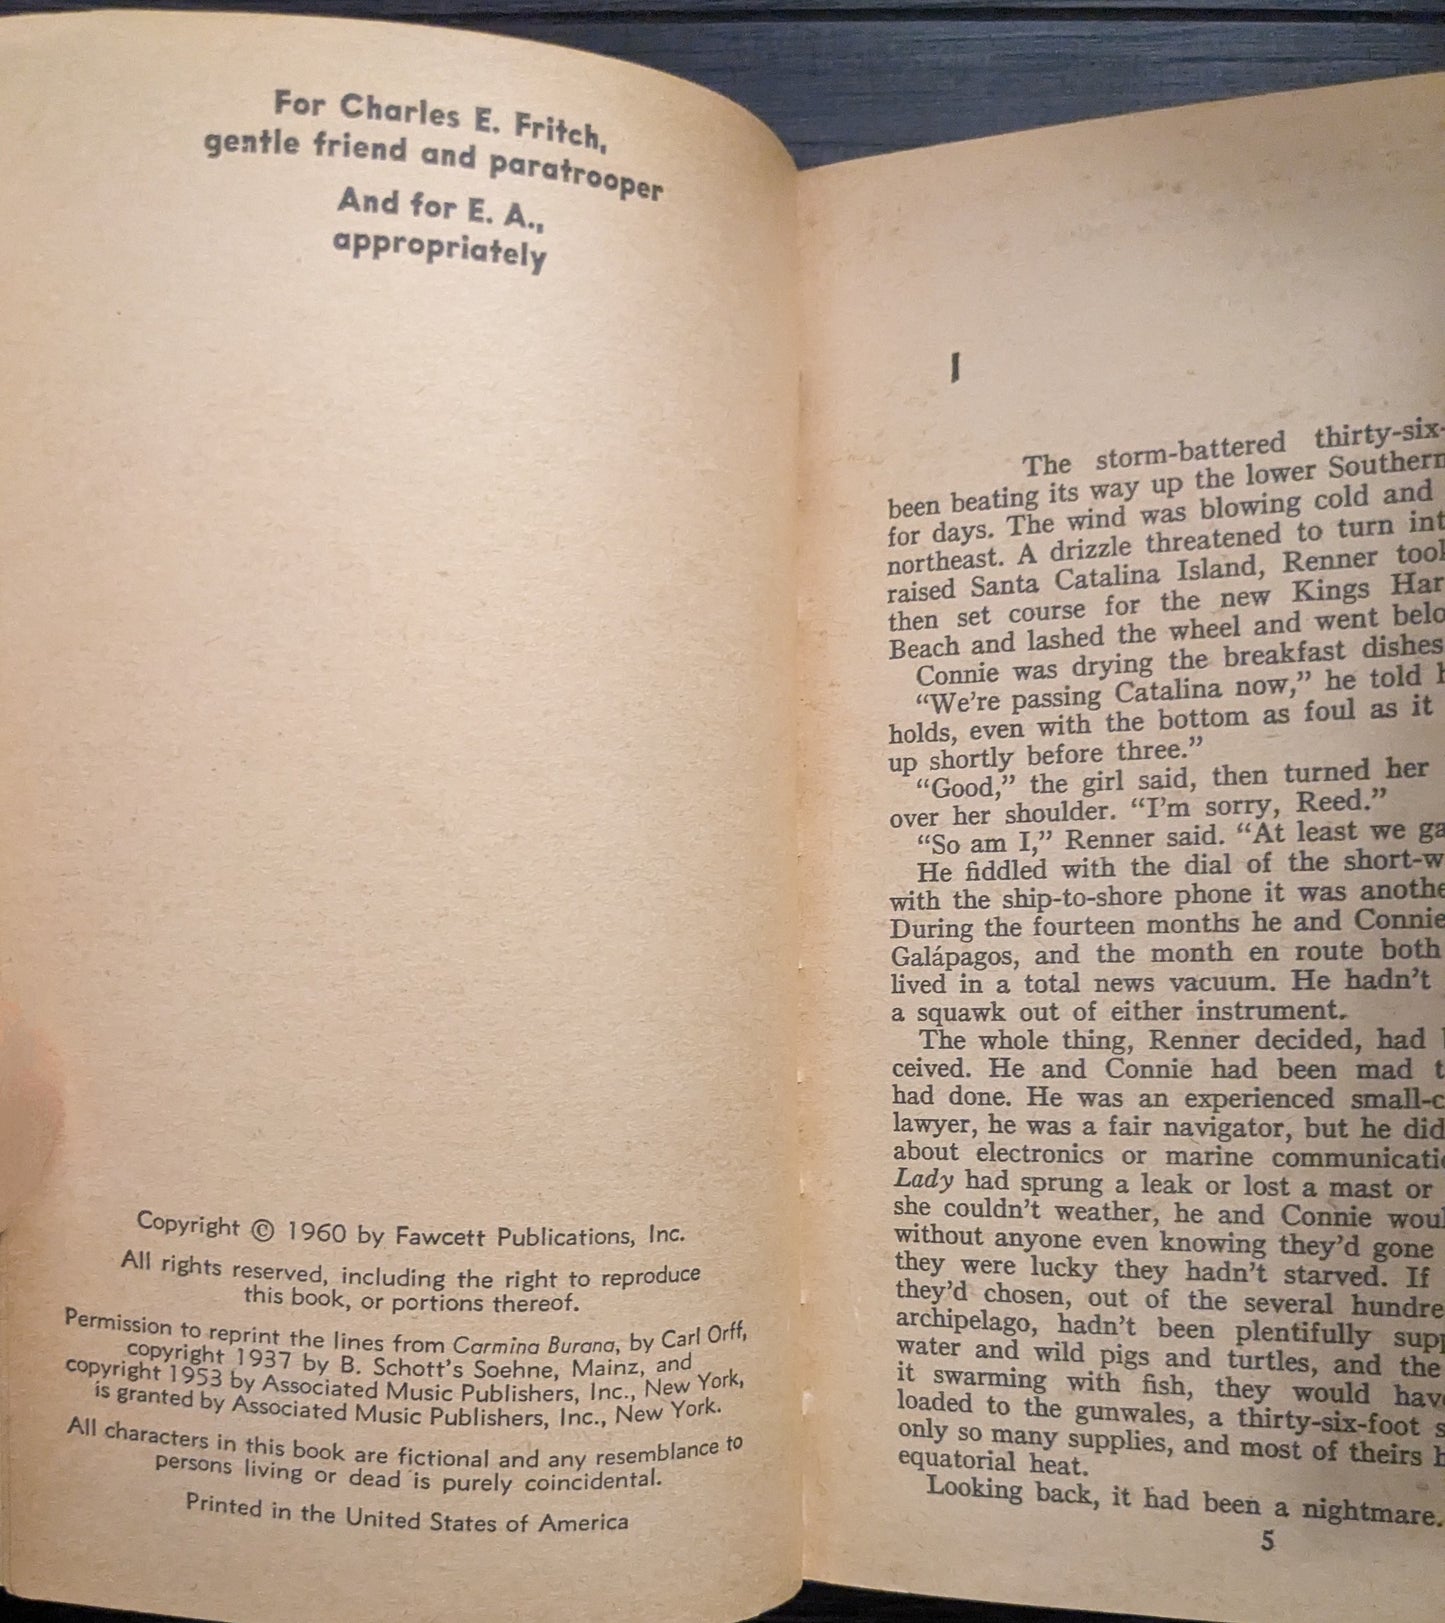 For Charles E. Fritch,
gentle friend and paratrooper
And for E. A.,
appropriately
Copyright © 1960 by Fawcett Publications, Inc.
All rights reserved, including the right to reproduce
this book, or portions thereof.
Permission to reprint the lines from Carmina Burana, by Carl Orff,
copyright 1937 by B. Schott's Soehne, Mainz, and
copyright 1953 by Associated Music Publishers, Inc., New York,
is granted by Associated Music Publishers, Inc., New York.
All characters in this book are fictional and any resemblance to
persons living or dead is purely coincidental.
Printed in the United States of America
1
The storm-battered thirty-six-
been beating its way up the lower Southern
for days. The wind was blowing cold and
northeast. A drizzle threatened to turn int
raised Santa Catalina Island, Renner took
then set course for the new Kings Har
Beach and lashed the wheel and went belo
Connie was drying the breakfast dishes
“We're passing Catalina now,” he told h
holds, even with the bottom as foul as it
up shortly before three.”
“Good,” the girl said, then turned her
over her shoulder. “I'm sorry, Reed.”
“So am I,” Renner said. “At least we ga
He fiddled with the dial of the short-w
with the ship-to-shore phone it was anothe
During the fourteen months he and Connie
Galápagos, and the month en route both
lived in a total news vacuum. He hadn't
a squawk out of either instrument.
The whole thing, Renner decided, had
ceived. He and Connie had been mad t
had done. He was an experienced small-c
lawyer, he was a fair navigator, but he did
about electronics or marine communicati
Lady had sprung a leak or lost a mast or
she couldn't weather, he and Connie woul
without anyone even knowing they'd gone
they were lucky they hadn't starved. If
they'd chosen, out of the several hundre
archipelago, hadn't been plentifully supp
water and wild pigs and turtles, and the
it swarming with fish, they would have
loaded to the gunwales, a thirty-six-foot s
only so many supplies, and most of theirs h
equatorial heat.
Looking back, it had been a nightmare.
5